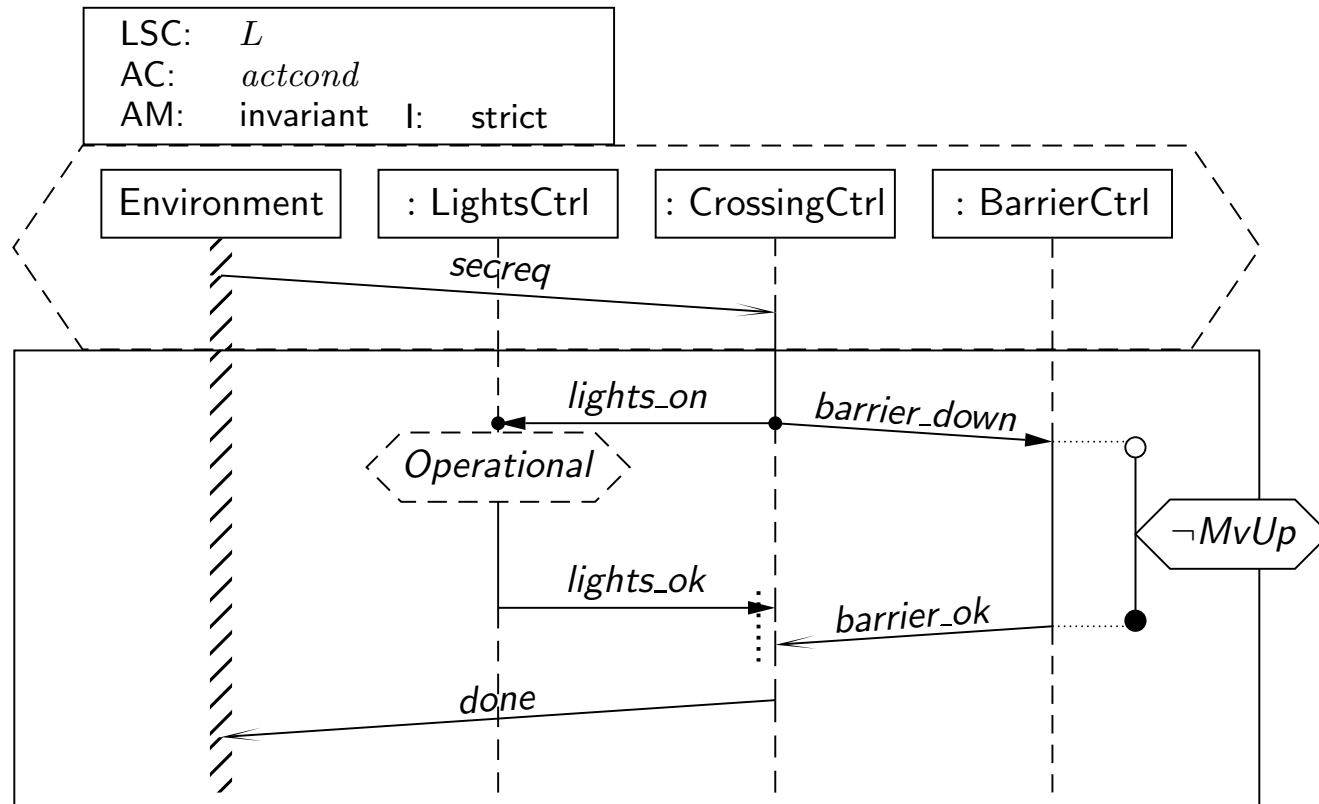 LSC: L
AC: actcond
AM: invariant I: strict
Environment
: LightsCtrl
: CrossingCtrl
: BarrierCtrl
secreq
lights_on
barrier_down
Operational
¬MvUp
lights_ok
barrier_ok
done